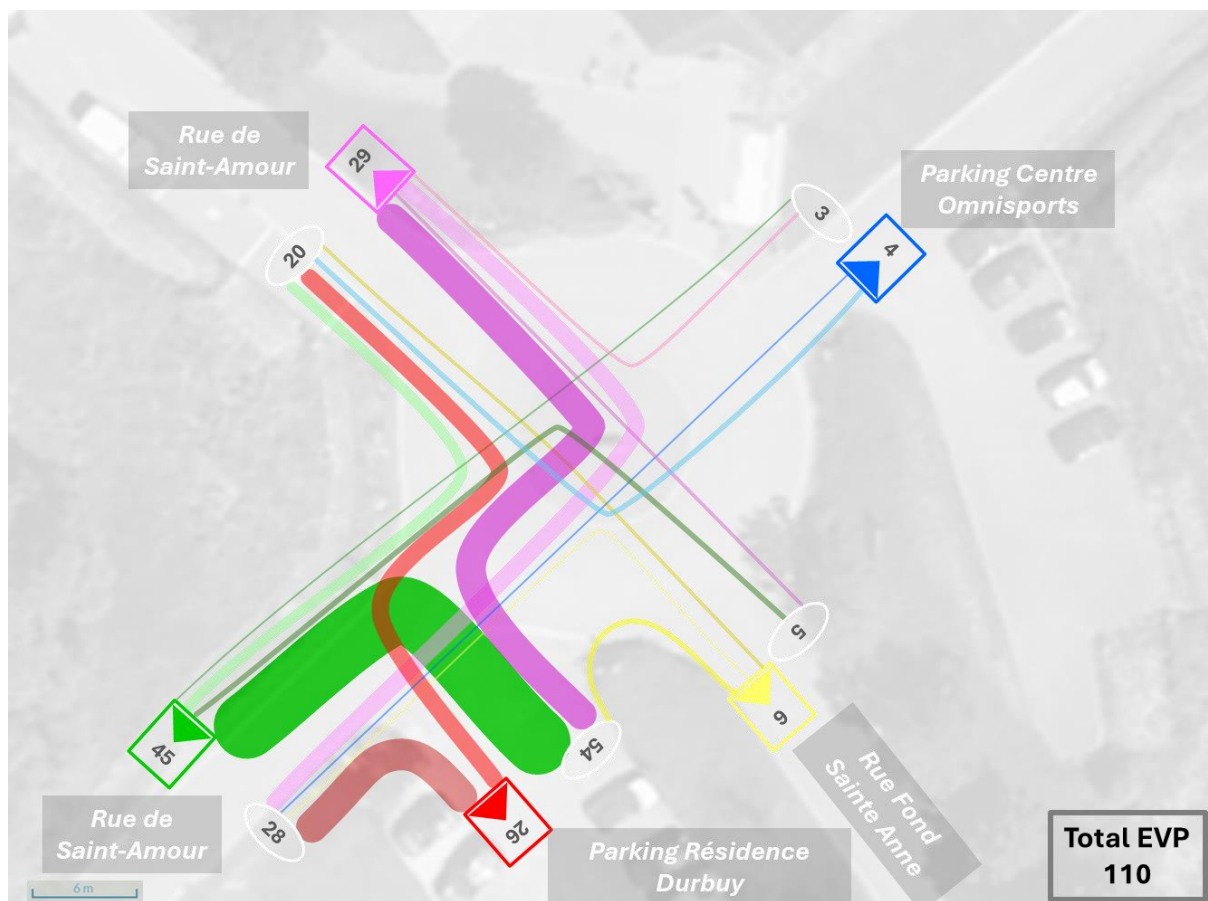 29
Rue de
Saint-Amour
Parking Centre
Omnisports
3
4
20
5
6
45
54
28
26
Rue de
Saint-Amour
Rue Fond
Sainte Anne
Parking Résidence
Durbuy
Total EVP
110
6 m